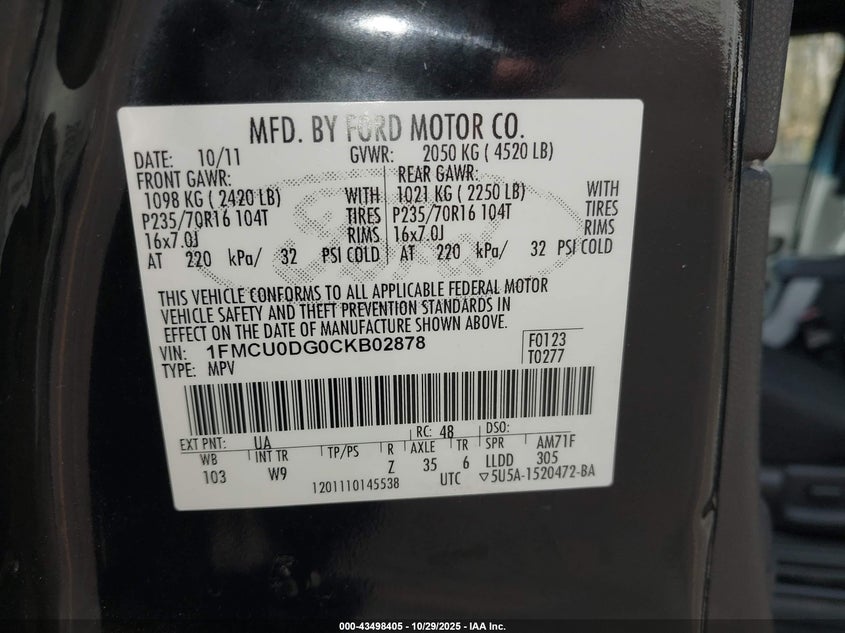 MFD. BY FORD MOTOR CO.
DATE: 10/11 GVWR: 2050 KG ( 4520 LB)
FRONT GAWR: REAR GAWR:
1098 KG ( 2420 LB) WITH 1021 KG ( 2250 LB) WITH
P235/70R16 104T TIRES P235/70R16 104T TIRES
16x7.0J RIMS 16x7.0J RIMS
AT 220 kPa/ 32 PSI COLD AT 220 kPa/ 32 PSI COLD
THIS VEHICLE CONFORMS TO ALL APPLICABLE FEDERAL MOTOR
VEHICLE SAFETY AND THEFT PREVENTION STANDARDS IN
EFFECT ON THE DATE OF MANUFACTURE SHOWN ABOVE.
VIN: 1FMCU0DG0CKB02878 F0123
TYPE: MPV T0277
EXT PNT: UA RC: 48 DSO:
WB INT TR TP/PS R AXLE TR SPR AM71F
103 W9 Z 35 6 LLDD 305
1201110145538 UTC ▽5U5A-1520472-BA
000-43498405 - 10/29/2025 - IAA Inc.